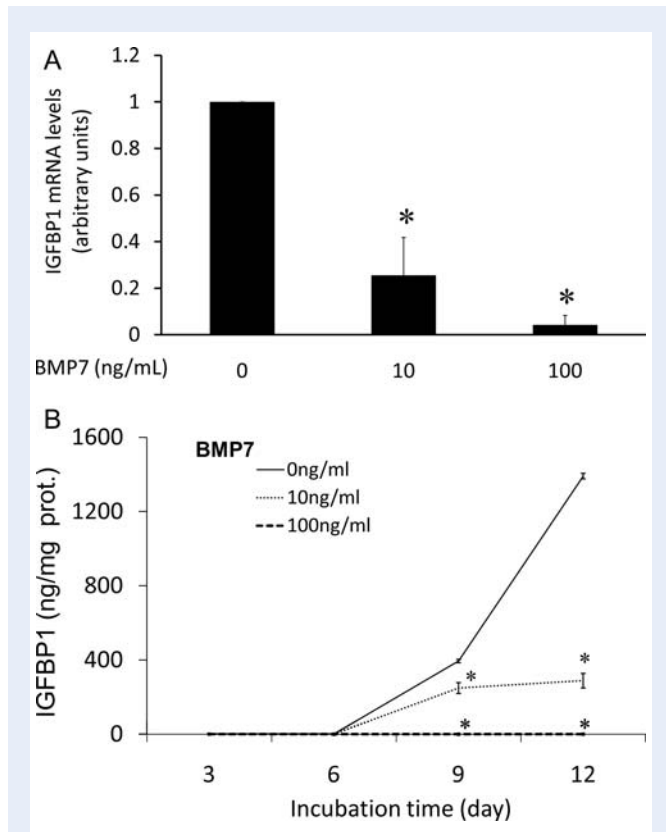 A
IGFBP1 mRNA levels
(arbitrary units)
1.2
1
0.8
0.6
0.4
0.2
0
*
*
BMP7 (ng/mL) 0 10 100
B
IGFBP1 (ng/mg prot.)
1600
1200
800
400
0
BMP7
0ng/ml
10ng/ml
100ng/ml
* *
* *
3 6 9 12
Incubation time (day)